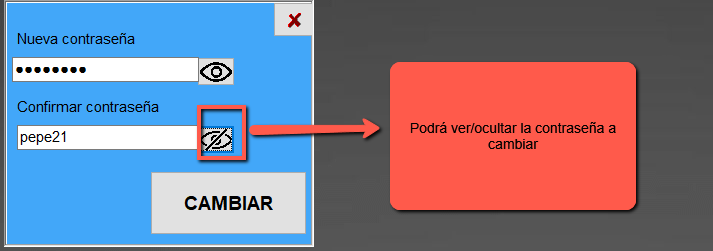 Nueva contraseña
●●●●●●●●
Confirmar contraseña
pepe21
CAMBIAR
Podrá ver/ocultar la contraseña a
cambiar